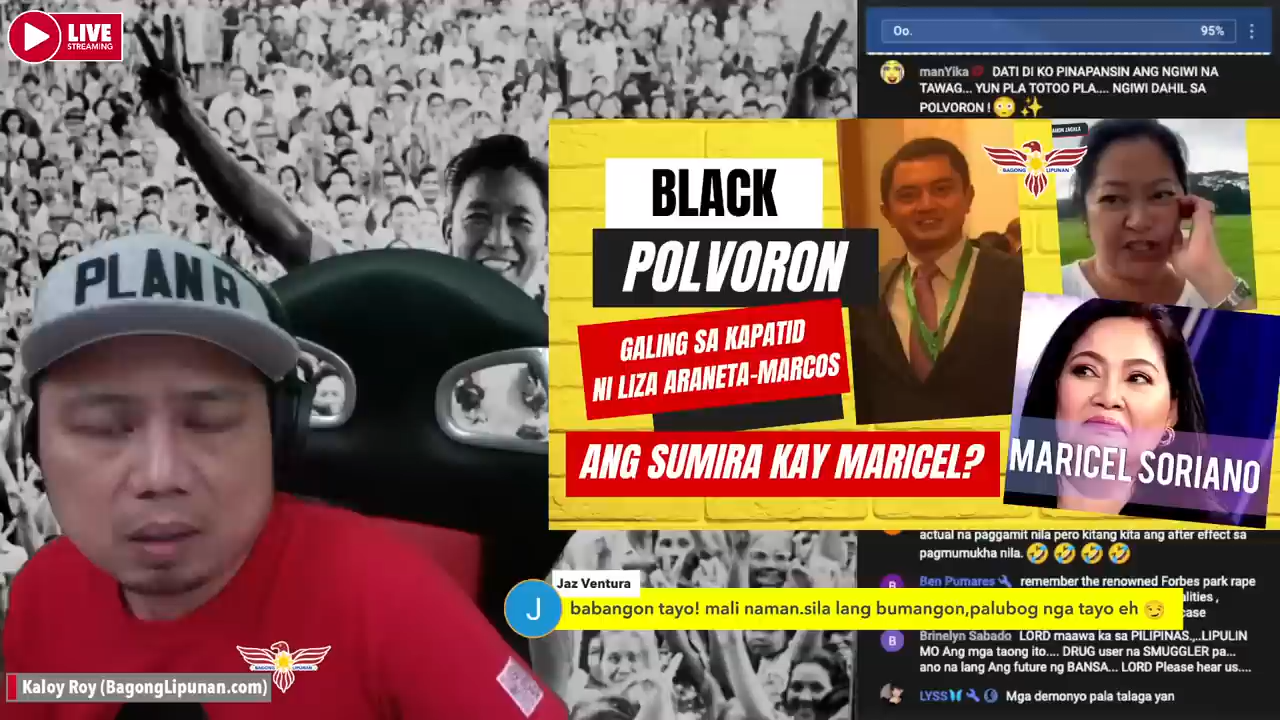 LIVE
STREAMING
Oo.
95%
manYika DATI DI KO PINAPANSIN ANG NGIWI NA
TAWAG... YUN PLA TOTOO PLA.... NGIWI DAHIL SA
POLVORON ! 😳 ✨
BAGONG LIPUNAN
BLACK
POLVORON
GALING SA KAPATID
NI LIZA ARANETA-MARCOS
ANG SUMIRA KAY MARICEL?
MARICEL SORIANO
PLAN R
actual na paggamit nila pero kitang kita ang after effect sa
pagmumukha nila. 🤣 🤣 🤣 🤣
B
Ben Pumares 🔧 remember the renowned Forbes park rape
alities ,
case
Jaz Ventura
J
babangon tayo! mali naman.sila lang bumangon,palubog nga tayo eh 😏
B
Brinelyn Sabado LORD maawa ka sa PILIPINAS.,..LIPULIN
MO Ang mga taong ito.... DRUG user na SMUGGLER pa...
ano na lang Ang future ng BANSA... LORD Please hear us....
LYSS🦋 🔧 Mga demonyo pala talaga yan
BAGONG LIPUNAN
Kaloy Roy (BagongLipunan.com)